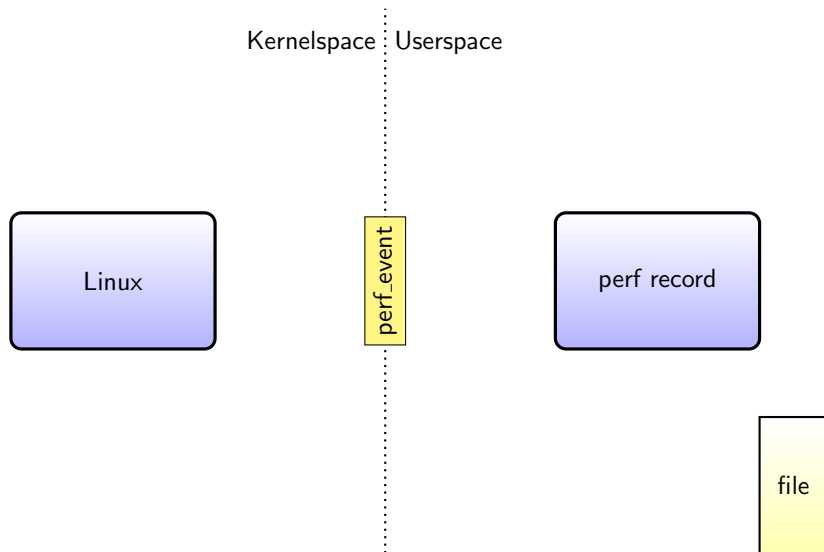 Kernelspace Userspace
Linux
perf_event
perf record
file